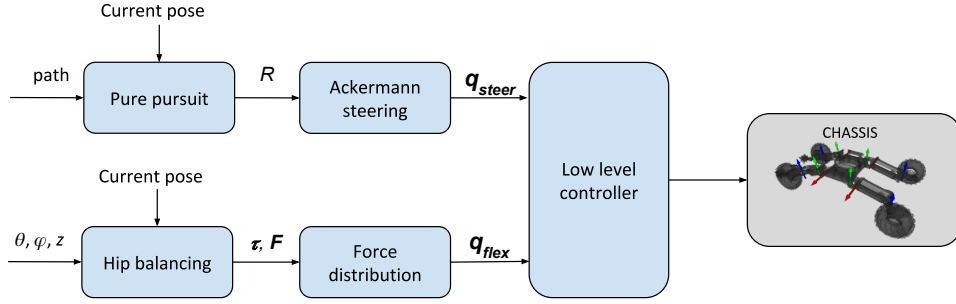 Current pose
path
Pure pursuit
R
Ackermann
steering
q_steer
Low level
controller
CHASSIS
Current pose
θ, φ, z
Hip balancing
τ, F
Force
distribution
q_flex